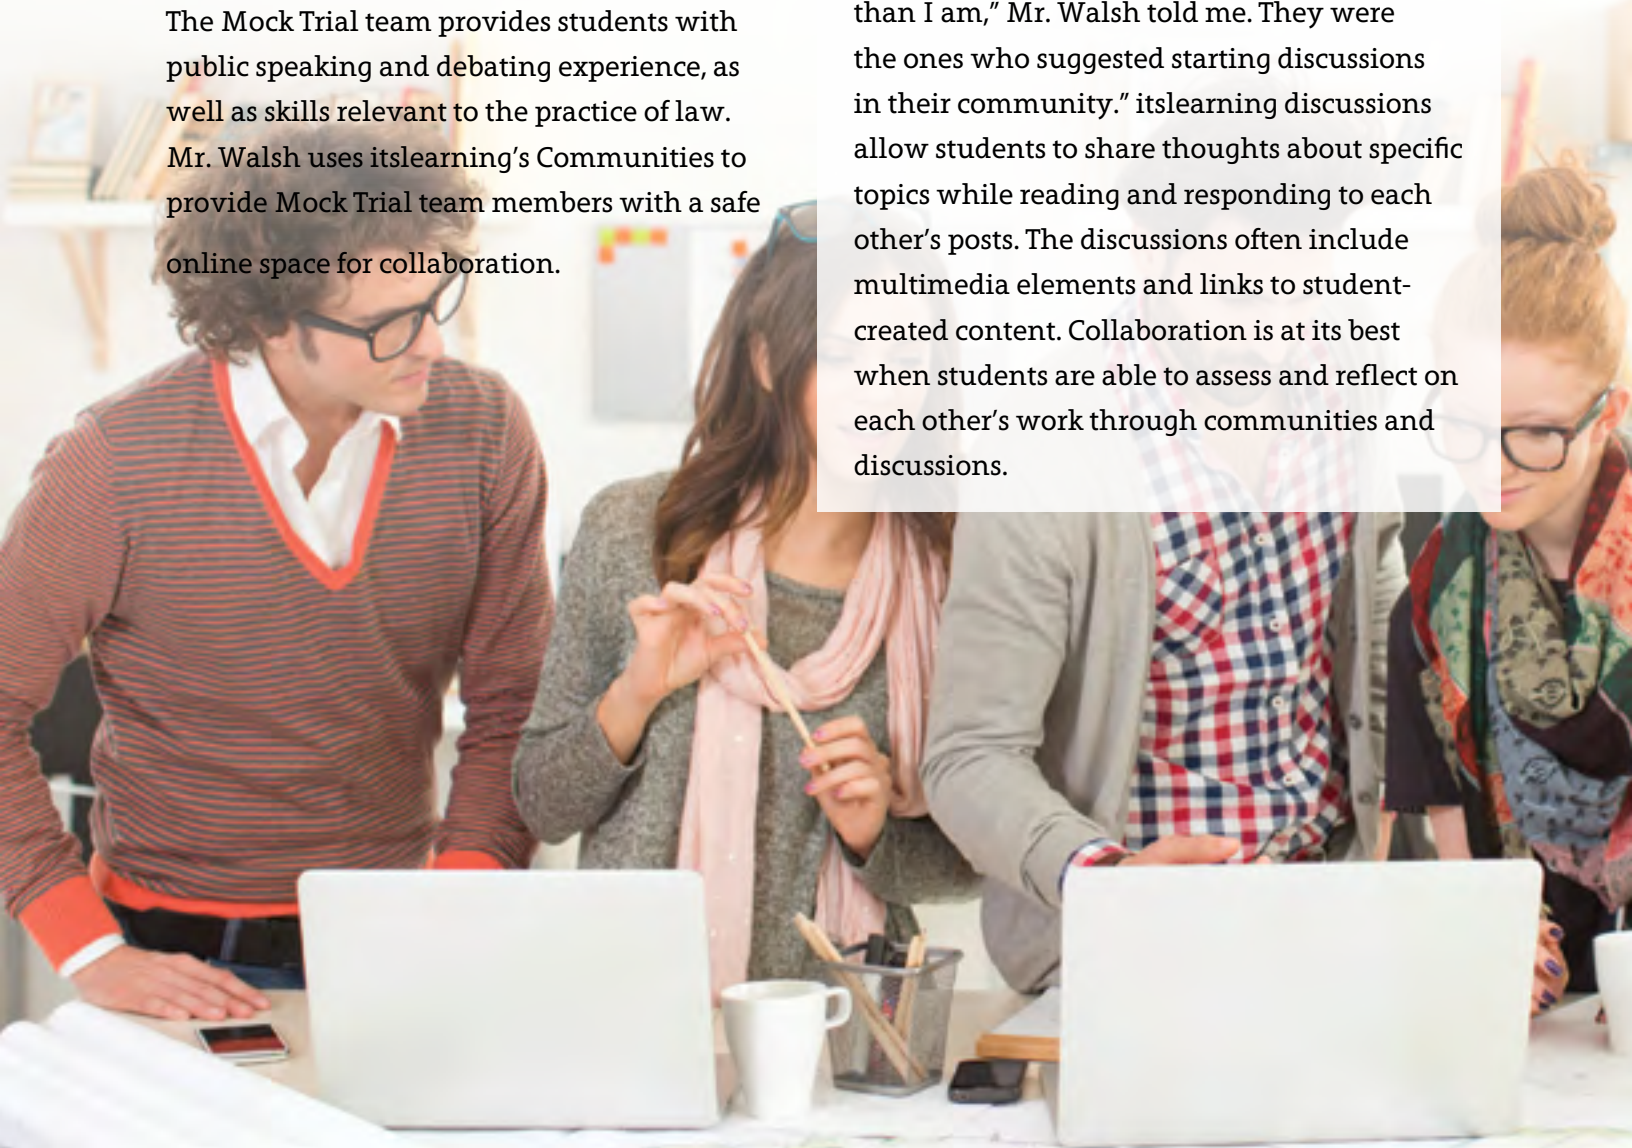 The Mock Trial team provides students with
public speaking and debating experience, as
well as skills relevant to the practice of law.
Mr. Walsh uses itslearning’s Communities to
provide Mock Trial team members with a safe
online space for collaboration.
than I am,” Mr. Walsh told me. They were
the ones who suggested starting discussions
in their community.” itslearning discussions
allow students to share thoughts about specific
topics while reading and responding to each
other’s posts. The discussions often include
multimedia elements and links to student-
created content. Collaboration is at its best
when students are able to assess and reflect on
each other’s work through communities and
discussions.